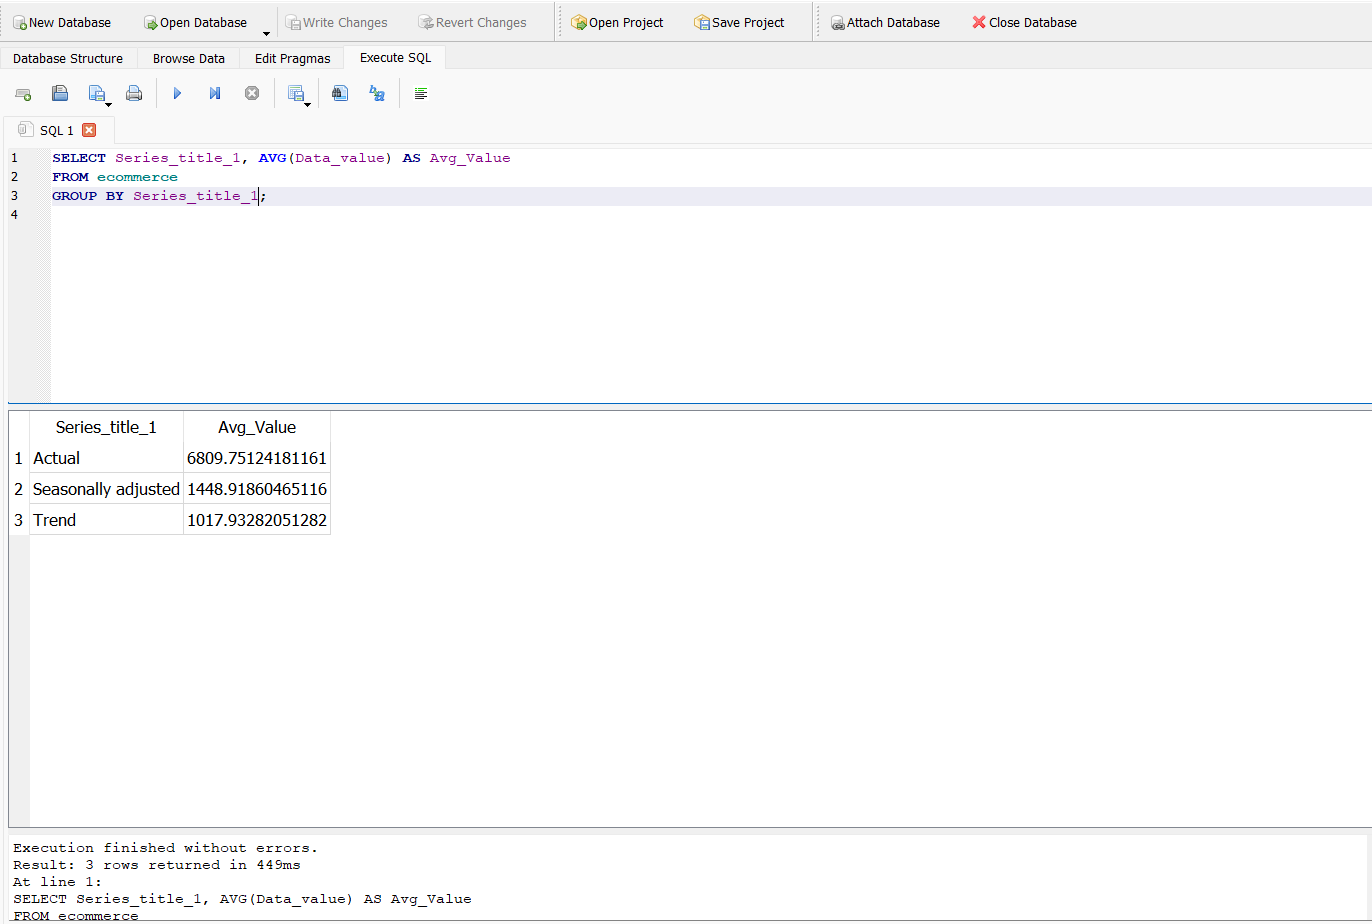 New Database Open Database Write Changes Revert Changes Open Project Save Project Attach Database Close Database
Database Structure Browse Data Edit Pragmas Execute SQL
SQL 1
1 SELECT Series_title_1, AVG(Data_value) AS Avg_Value
2 FROM ecommerce
3 GROUP BY Series_title_1;
4
Series_title_1 Avg_Value
1 Actual 6809.75124181161
2 Seasonally adjusted 1448.91860465116
3 Trend 1017.93282051282
Execution finished without errors.
Result: 3 rows returned in 449ms
At line 1:
SELECT Series_title_1, AVG(Data_value) AS Avg_Value
FROM ecommerce